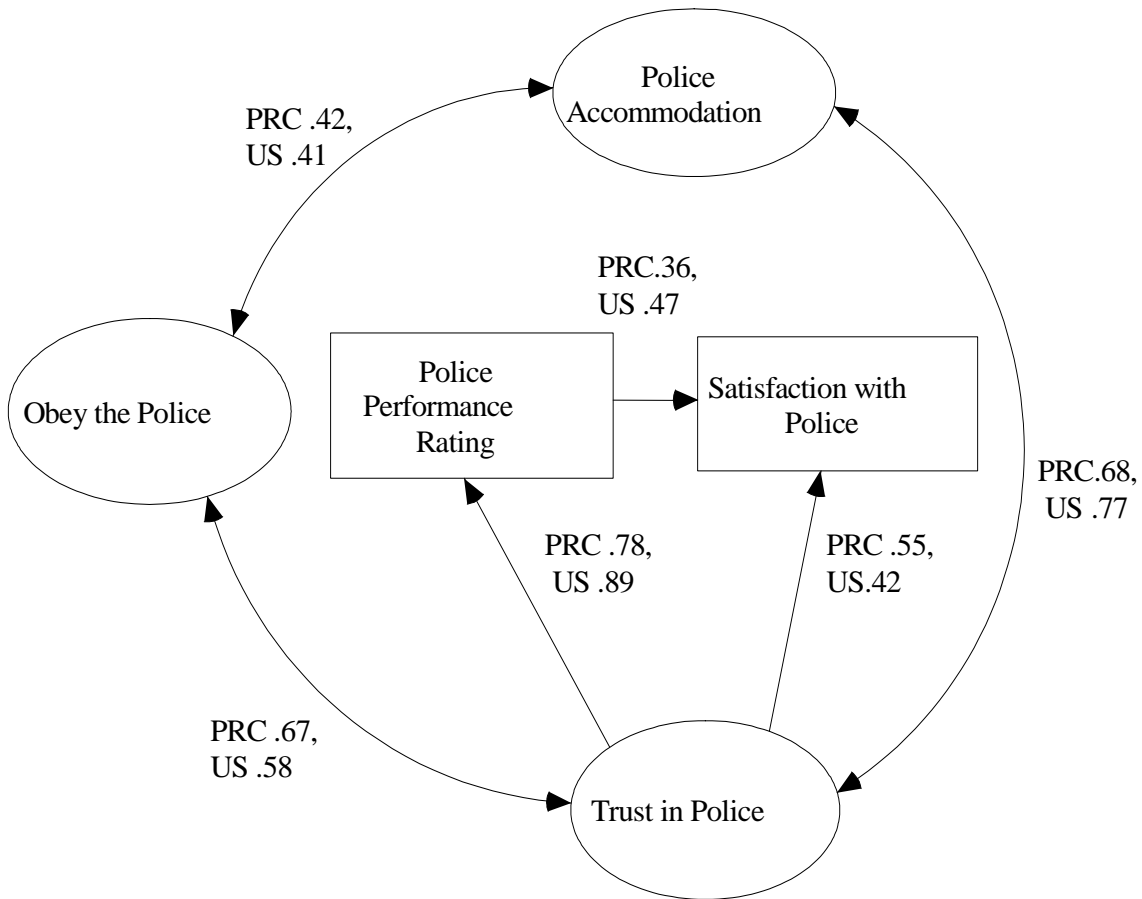 Police
Accommodation
PRC .42,
US .41
PRC.36,
US .47
Police
Performance
Rating
Satisfaction with
Police
Obey the Police
PRC.68,
US .77
PRC .78,
US .89
PRC .55,
US.42
PRC .67,
US .58
Trust in Police